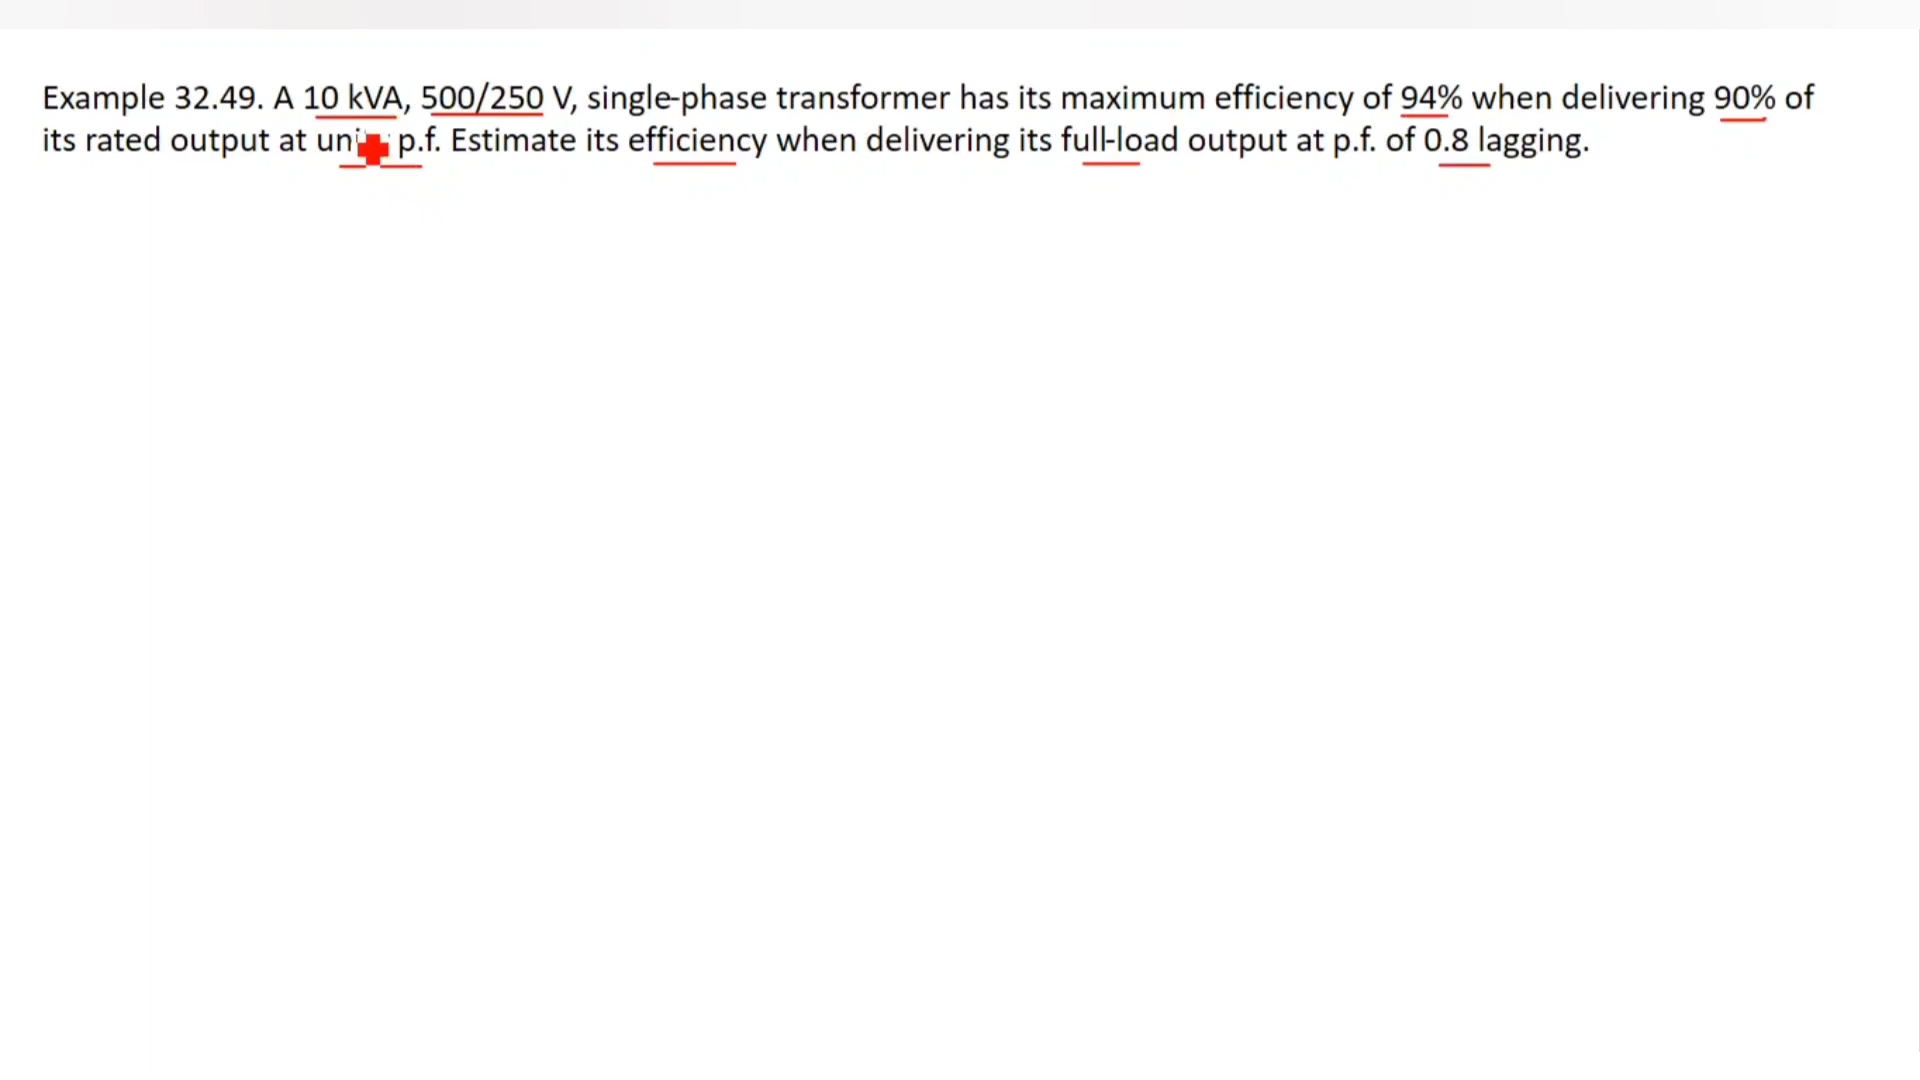 Example 32.49. A 10 kVA, 500/250 V, single-phase transformer has its maximum efficiency of 94% when delivering 90% of
its rated output at p.f. Estimate its efficiency when delivering its full-load output at p.f. of 0.8 lagging.